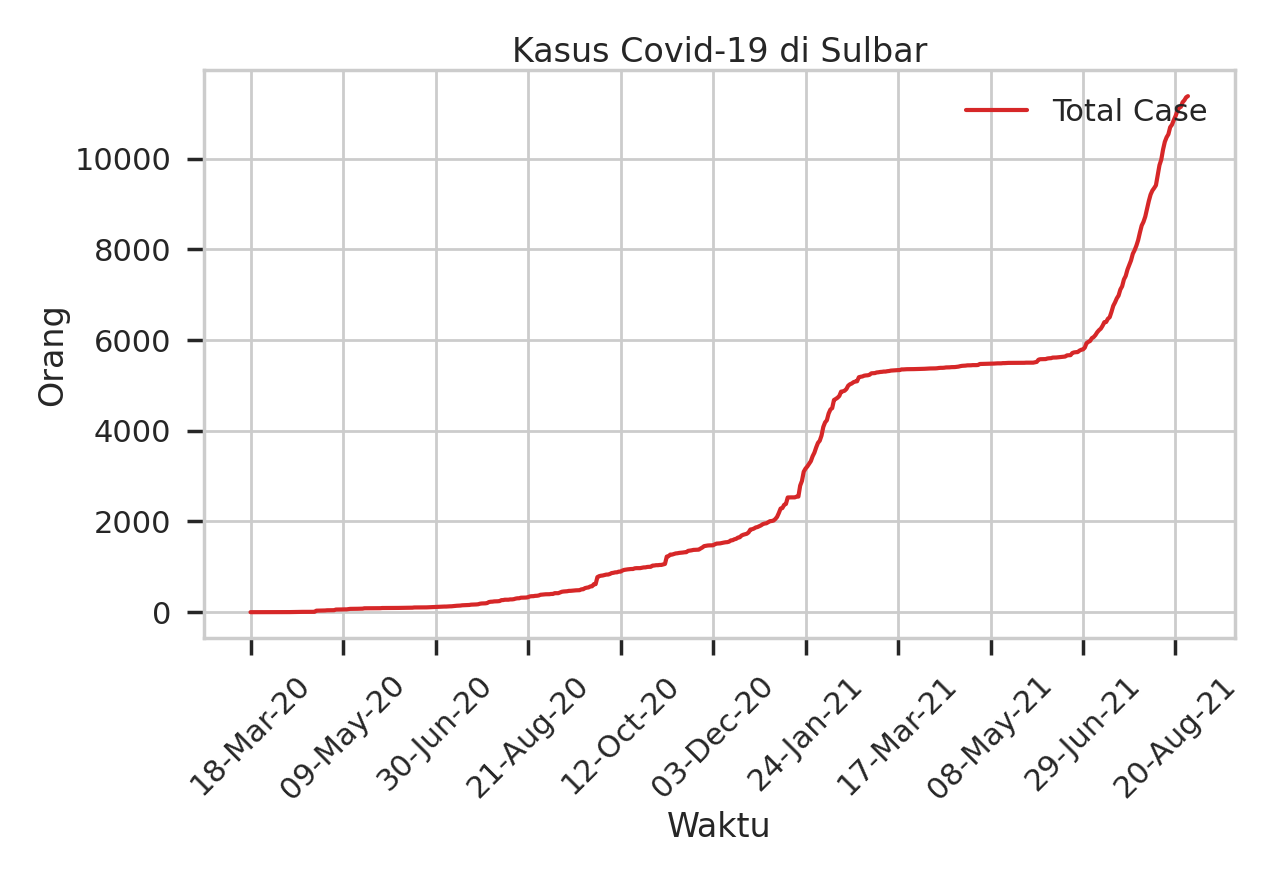 Kasus Covid-19 di Sulbar
Total Case
Orang
10000
8000
6000
4000
2000
0
18-Mar-20
09-May-20
30-Jun-20
21-Aug-20
12-Oct-20
03-Dec-20
24-Jan-21
17-Mar-21
08-May-21
29-Jun-21
20-Aug-21
Waktu